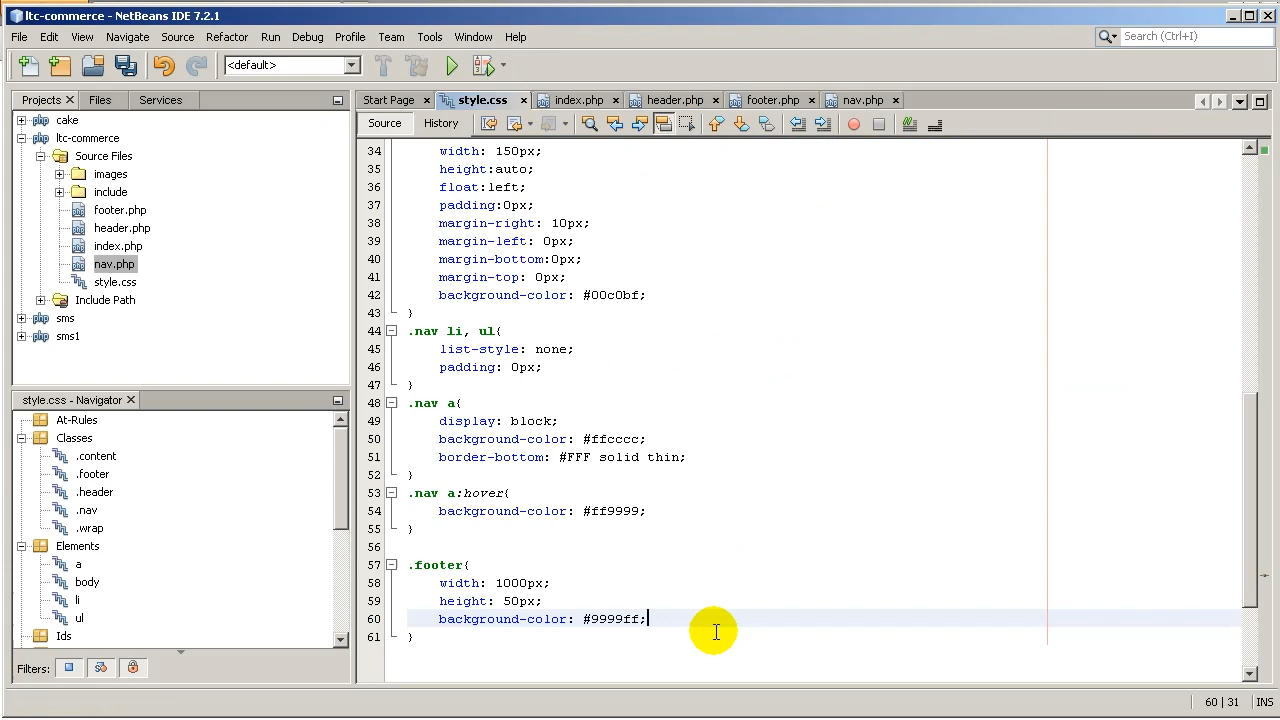 ltc-commerce - NetBeans IDE 7.2.1
File Edit View Navigate Source Refactor Run Debug Profile Team Tools Window Help
Search (Ctrl+I)
<default>
Projects Files Services
cake
ltc-commerce
Source Files
images
include
footer.php
header.php
index.php
nav.php
style.css
Include Path
sms
sms1
style.css - Navigator
At-Rules
Classes
.content
.footer
.header
.nav
.wrap
Elements
a
body
li
ul
Ids
Filters:
Start Page style.css index.php header.php footer.php nav.php
Source History
34 width: 150px;
35 height:auto;
36 float:left;
37 padding:0px;
38 margin-right: 10px;
39 margin-left: 0px;
40 margin-bottom:0px;
41 margin-top: 0px;
42 background-color: #00c0bf;
43 }
44 .nav li, ul{
45 list-style: none;
46 padding: 0px;
47 }
48 .nav a{
49 display: block;
50 background-color: #ffcccc;
51 border-bottom: #FFF solid thin;
52 }
53 .nav a:hover{
54 background-color: #ff9999;
55 }
56
57 .footer{
58 width: 1000px;
59 height: 50px;
60 background-color: #9999ff;
61 }
60 | 31 INS